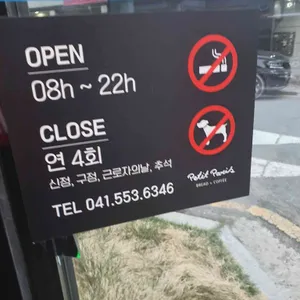 OPEN
08h ~ 22h
CLOSE
연 4회
신정, 구정, 근로자의날, 추석
TEL 041.553.6346
Petit Paris
BREAD + COFFEE